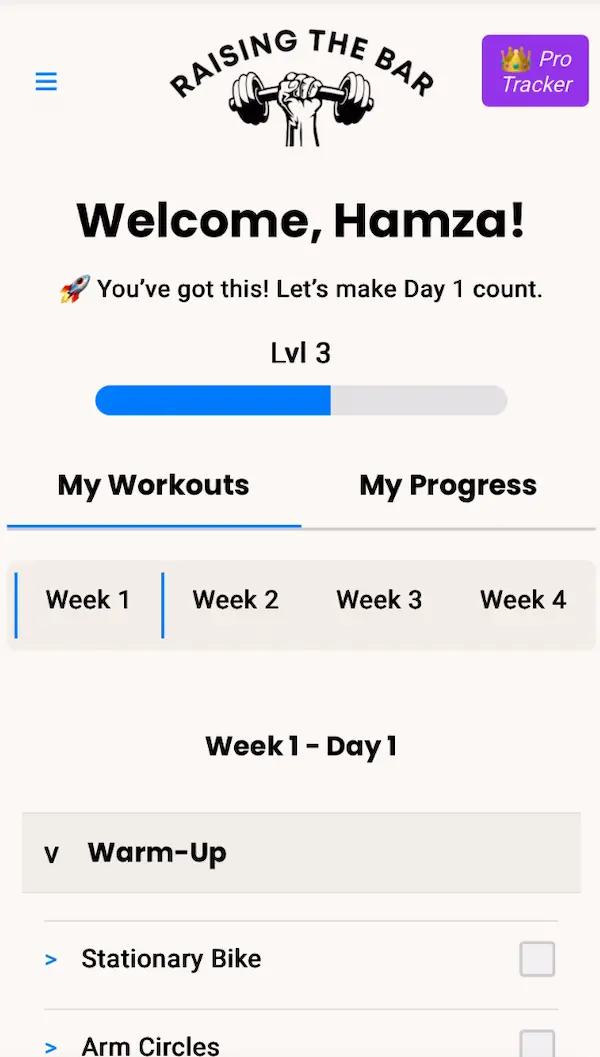 RAISING THE BAR
👑 Pro
Tracker
Welcome, Hamza!
🚀 You’ve got this! Let’s make Day 1 count.
Lvl 3
My Workouts
My Progress
Week 1
Week 2
Week 3
Week 4
Week 1 - Day 1
v Warm-Up
> Stationary Bike
> Arm Circles